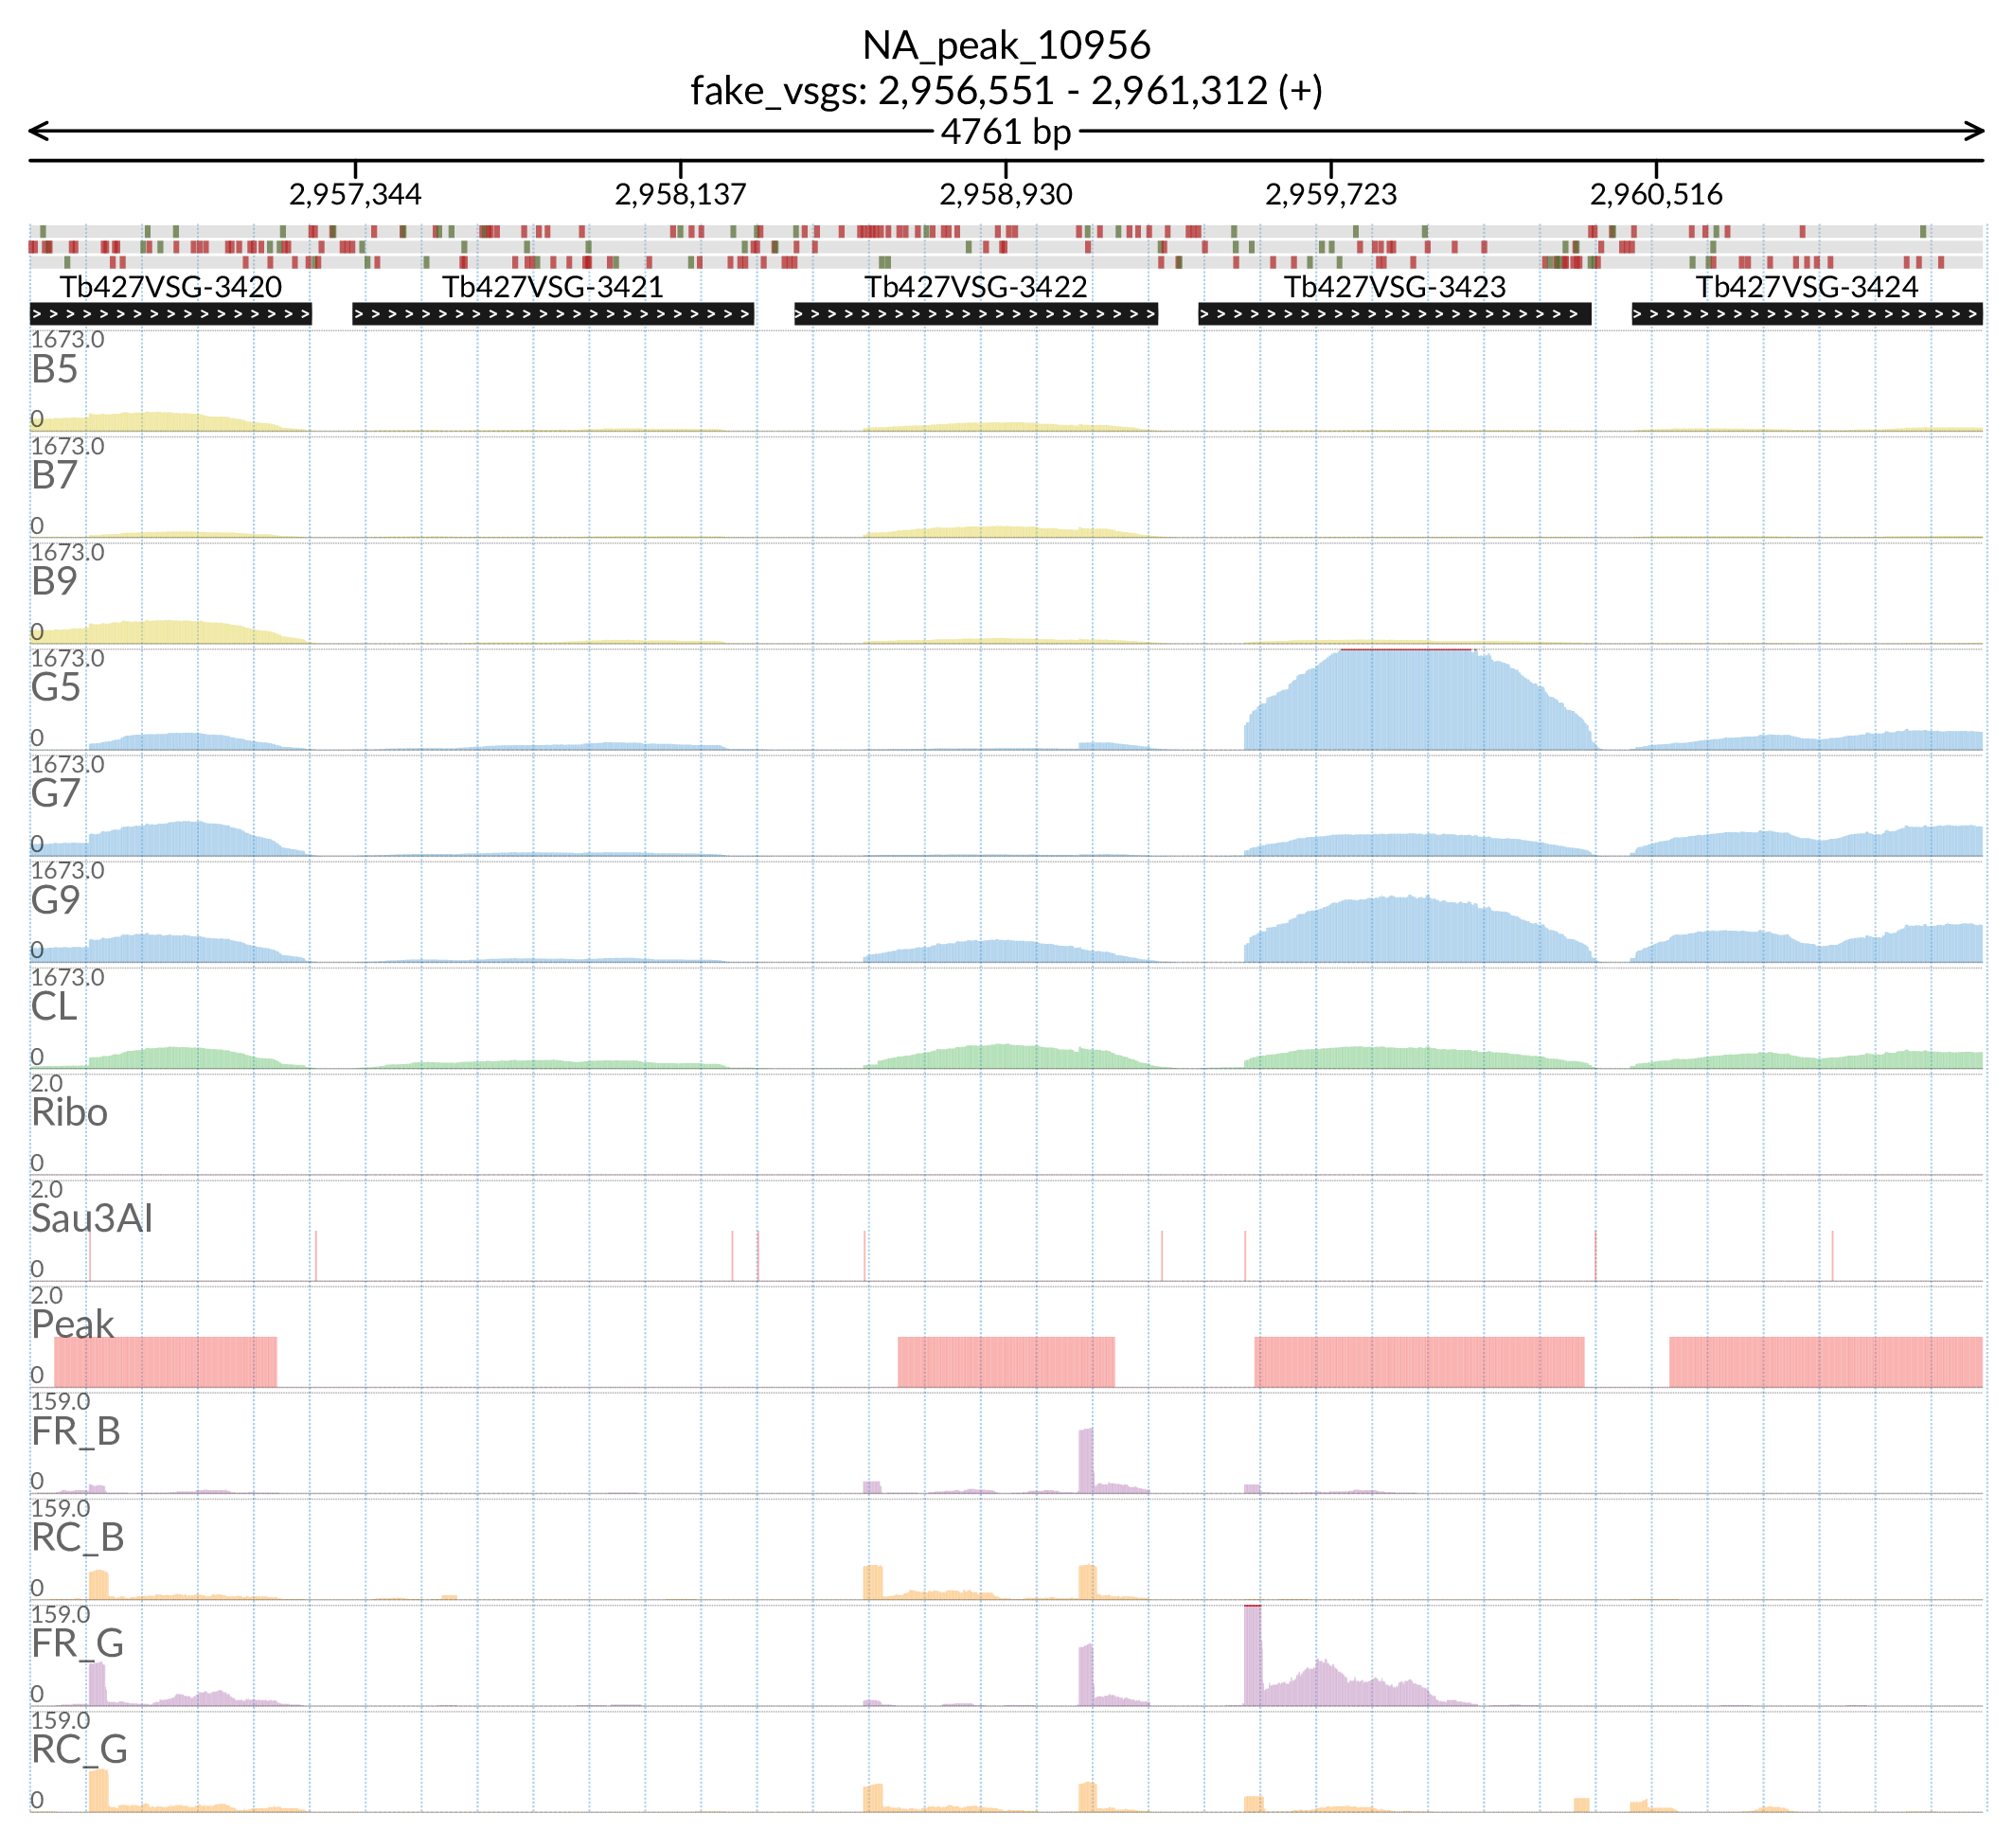 NA_peak_10956
fake_vsgs: 2,956,551 - 2,961,312 (+)
4761 bp
2,957,344 2,958,137 2,958,930 2,959,723 2,960,516
Tb427VSG-3420 Tb427VSG-3421 Tb427VSG-3422 Tb427VSG-3423 Tb427VSG-3424
1673.0
B5
0
1673.0
B7
0
1673.0
B9
0
1673.0
G5
0
1673.0
G7
0
1673.0
G9
0
1673.0
CL
0
2.0
Ribo
0
2.0
Sau3AI
0
2.0
Peak
0
159.0
FR_B
0
159.0
RC_B
0
159.0
FR_G
0
159.0
RC_G
0